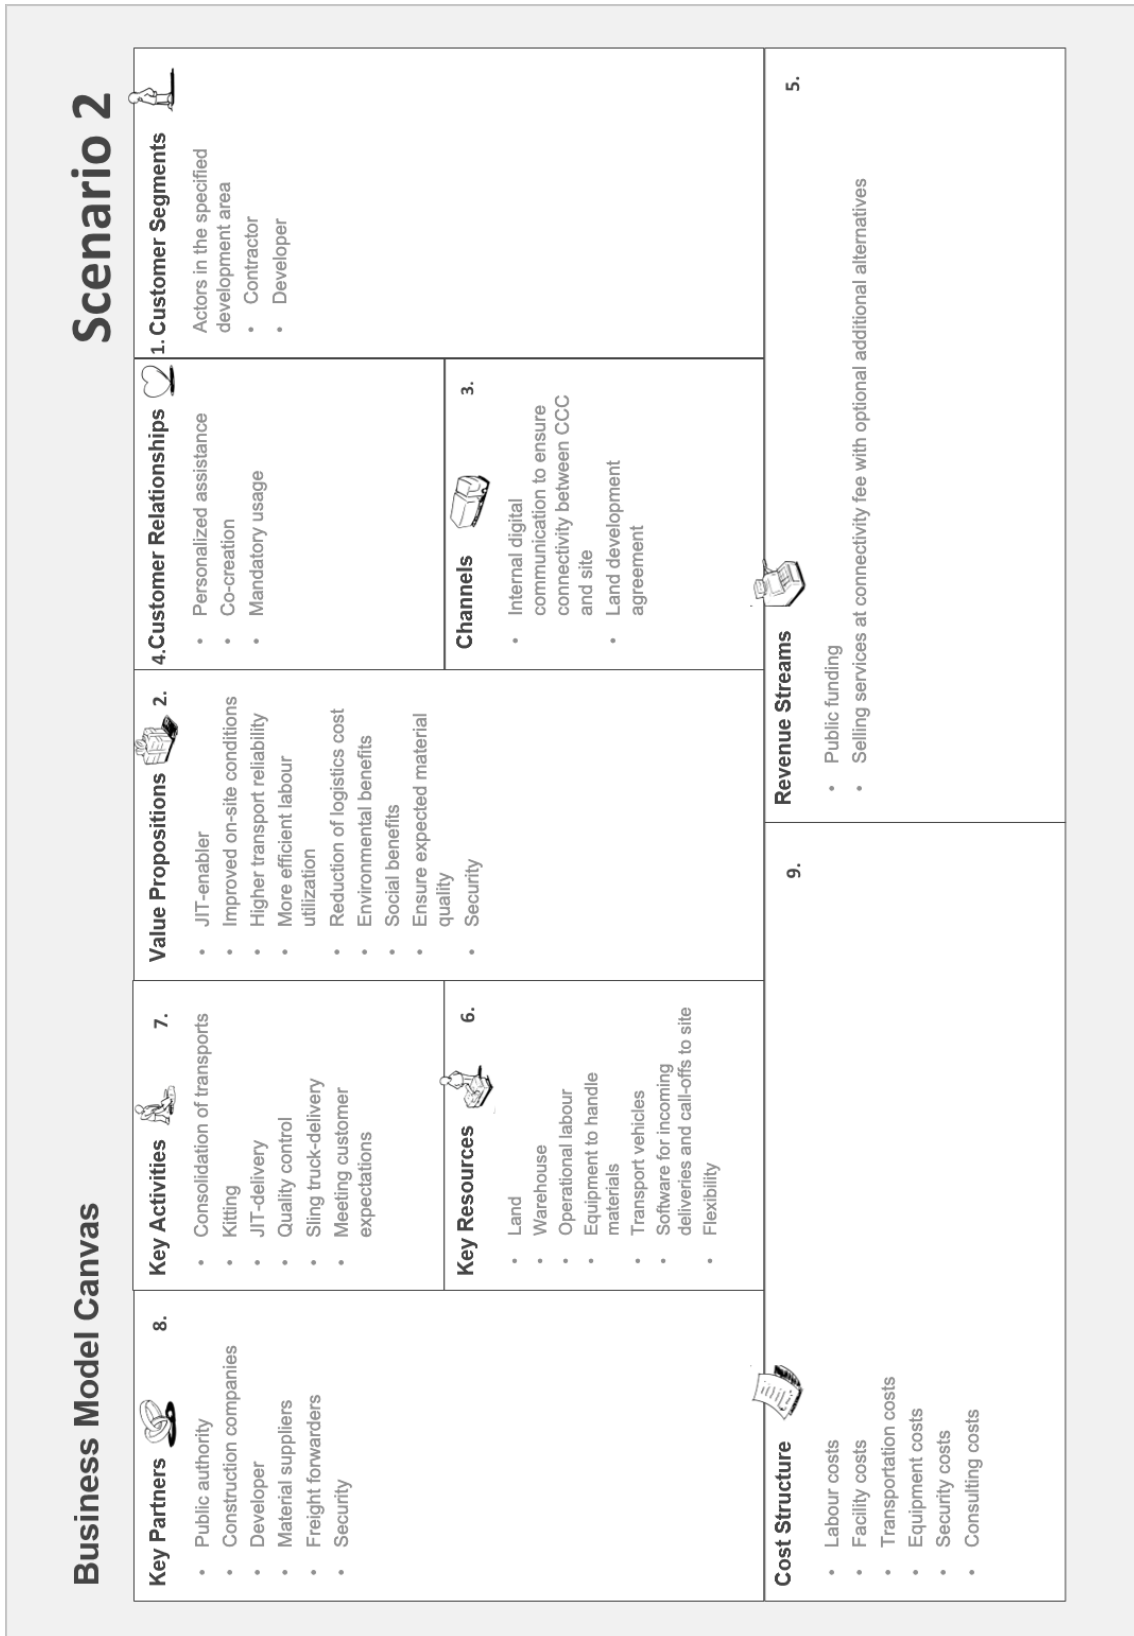 Business Model Canvas
Scenario 2
Key Partners
8.
• Public authority
• Construction companies
• Developer
• Material suppliers
• Freight forwarders
• Security
Key Activities
7.
• Consolidation of transports
• Kitting
• JIT-delivery
• Quality control
• Sling truck-delivery
• Meeting customer
expectations
Key Resources
6.
• Land
• Warehouse
• Operational labour
• Equipment to handle
materials
• Transport vehicles
• Software for incoming
deliveries and call-offs to site
• Flexibility
Value Propositions
2.
• JIT-enabler
• Improved on-site conditions
• Higher transport reliability
• More efficient labour
utilization
• Reduction of logistics cost
• Environmental benefits
• Social benefits
• Ensure expected material
quality
• Security
4.Customer Relationships
• Personalized assistance
• Co-creation
• Mandatory usage
Channels
3.
• Internal digital
communication to ensure
connectivity between CCC
and site
• Land development
agreement
1. Customer Segments
Actors in the specified
development area
• Contractor
• Developer
Cost Structure
9.
• Labour costs
• Facility costs
• Transportation costs
• Equipment costs
• Security costs
• Consulting costs
Revenue Streams
5.
• Public funding
• Selling services at connectivity fee with optional additional alternatives